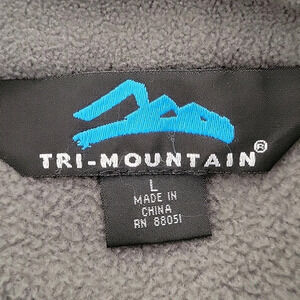 TRI-MOUNTAIN®
L
MADE IN
CHINA
RN 88051